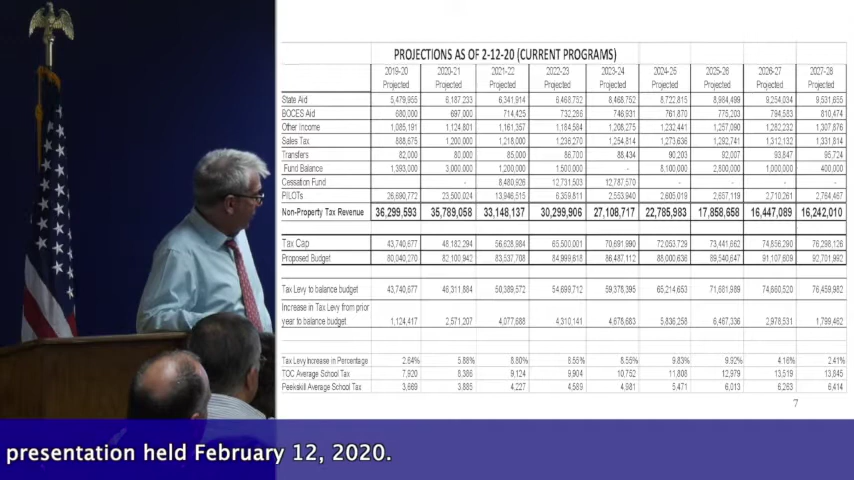 PROJECTIONS AS OF 2-12-20 (CURRENT PROGRAMS)
2019-20 2020-21 2021-22 2022-23 2023-24 2024-25 2025-26 2026-27 2027-28
Projected Projected Projected Projected Projected Projected Projected Projected Projected
State Aid 5,479,955 6,187,233 6,341,914 6,468,752 8,468,752 8,722,815 8,984,499 9,254,034 9,531,655
BOCES Aid 680,000 697,000 714,425 732,286 746,931 761,870 775,203 794,583 810,474
Other Income 1,085,191 1,124,801 1,161,357 1,184,584 1,208,275 1,232,441 1,257,090 1,282,232 1,307,876
Sales Tax 888,675 1,200,000 1,218,000 1,236,270 1,254,814 1,273,636 1,292,741 1,312,132 1,331,814
Transfers 82,000 80,000 85,000 86,700 88,434 90,203 92,007 93,847 95,724
Fund Balance 1,393,000 3,000,000 1,200,000 1,500,000 - 8,100,000 2,800,000 1,000,000 400,000
Cessation Fund - 8,480,926 12,731,503 12,787,570 - - - -
PILOTs 26,690,772 23,500,024 13,946,515 6,359,811 2,553,940 2,605,019 2,657,119 2,710,261 2,764,467
Non-Property Tax Revenue 36,299,593 35,789,058 33,148,137 30,299,906 27,108,717 22,785,983 17,858,658 16,447,089 16,242,010
Tax Cap 43,740,677 48,182,294 56,628,984 65,500,001 70,691,990 72,053,729 73,441,662 74,856,290 76,298,126
Proposed Budget 80,040,270 82,100,942 83,537,708 84,999,618 86,487,112 88,000,636 89,540,647 91,107,609 92,701,992
Tax Levy to balance budget 43,740,677 46,311,884 50,389,572 54,699,712 59,378,395 65,214,653 71,681,989 74,660,520 76,459,982
Increase in Tax Levy from prior
year to balance budget 1,124,417 2,571,207 4,077,688 4,310,141 4,678,683 5,836,258 6,467,336 2,978,531 1,799,462
Tax Levy Increase in Percentage 2.64% 5.88% 8.80% 8.55% 8.55% 9.83% 9.92% 4.16% 2.41%
TOC Average School Tax 7,920 8,386 9,124 9,904 10,752 11,808 12,979 13,519 13,845
Peekskill Average School Tax 3,669 3,885 4,227 4,589 4,981 5,471 6,013 6,263 6,414
7
presentation held February 12, 2020.